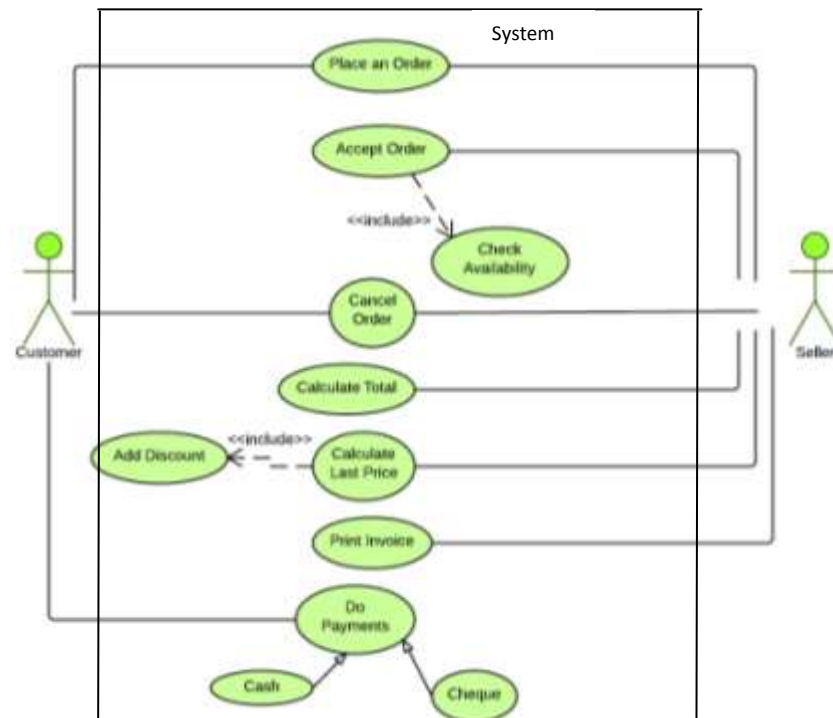 System
Place an Order
Accept Order
<<include>>
Check
Availability
Cancel
Order
Customer
Seller
Calculate Total
<<include>>
Add Discount
Calculate
Last Price
Print Invoice
Do
Payments
Cash
Cheque